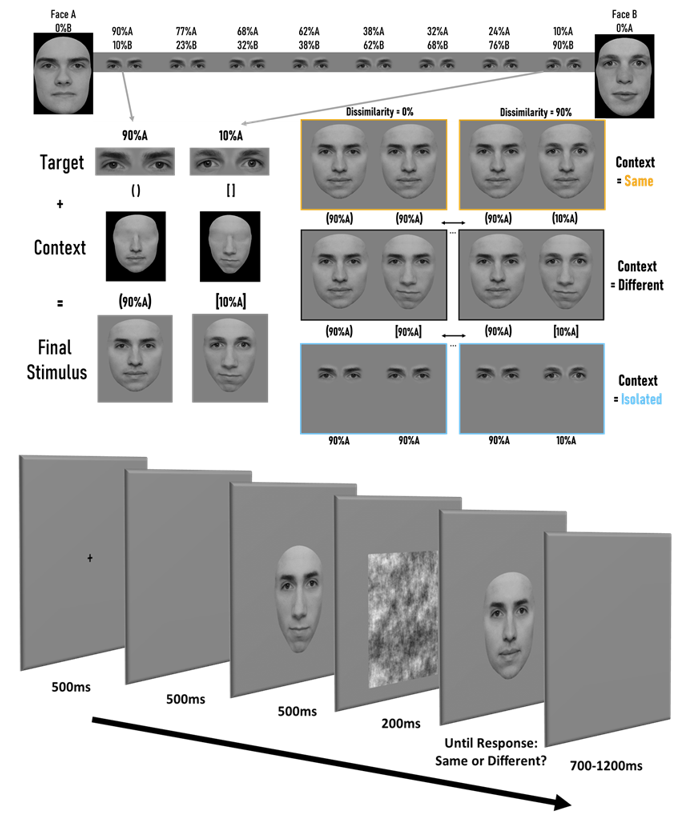 Face A
0%B
90%A 77%A 68%A 62%A 38%A 32%A 24%A 10%A
10%B 23%B 32%B 38%B 62%B 68%B 76%B 90%B
Face B
0%A
90%A 10%A
Target
( ) [ ]
+
Context
=
(90%A) [10%A]
Final
Stimulus
Dissimilarity = 0% Dissimilarity = 90%
Context
= Same
(90%A) (90%A) (90%A) (10%A)
...
Context
= Different
(90%A) [90%A] (90%A) [10%A]
...
Context
= Isolated
90%A 90%A 90%A 10%A
+
500ms
500ms
500ms
200ms
Until Response:
Same or Different?
700-1200ms